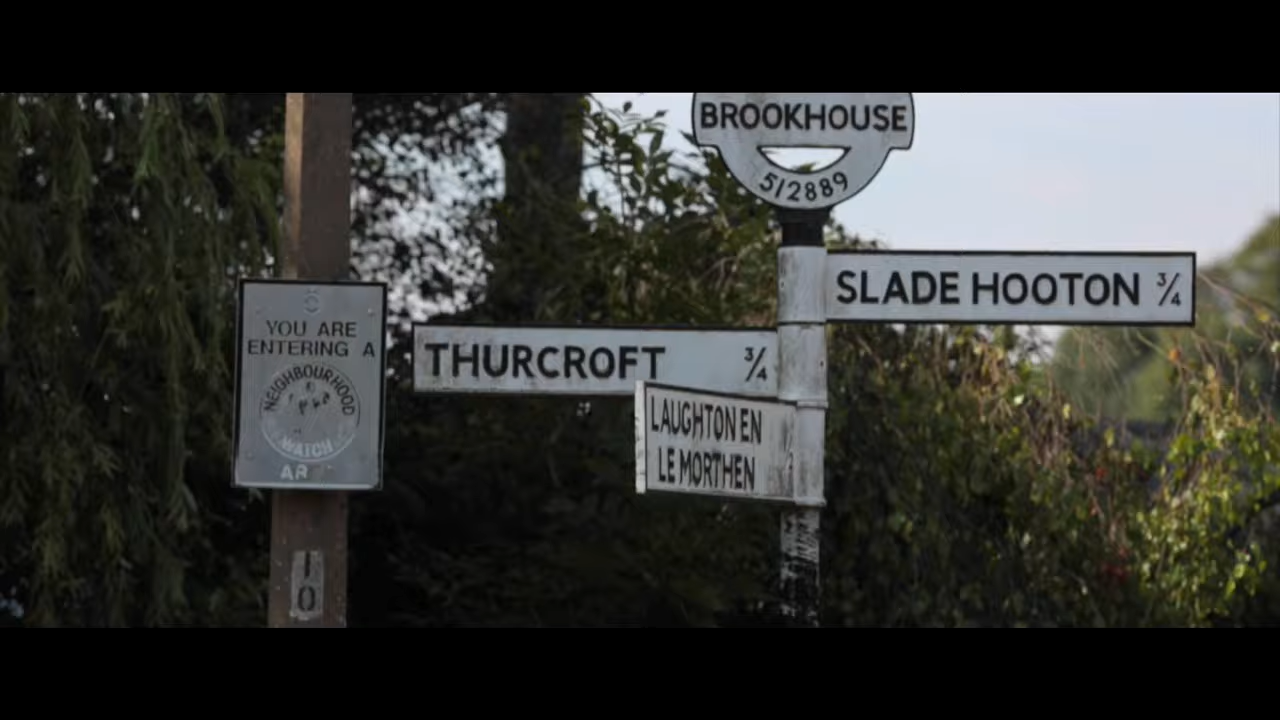 BROOKHOUSE
512889
SLADE HOOTON ¾
THURCROFT ¾
LAUGHTON EN
LE MORTHEN
YOU ARE
ENTERING A
NEIGHBOURHOOD
WATCH
AR
10